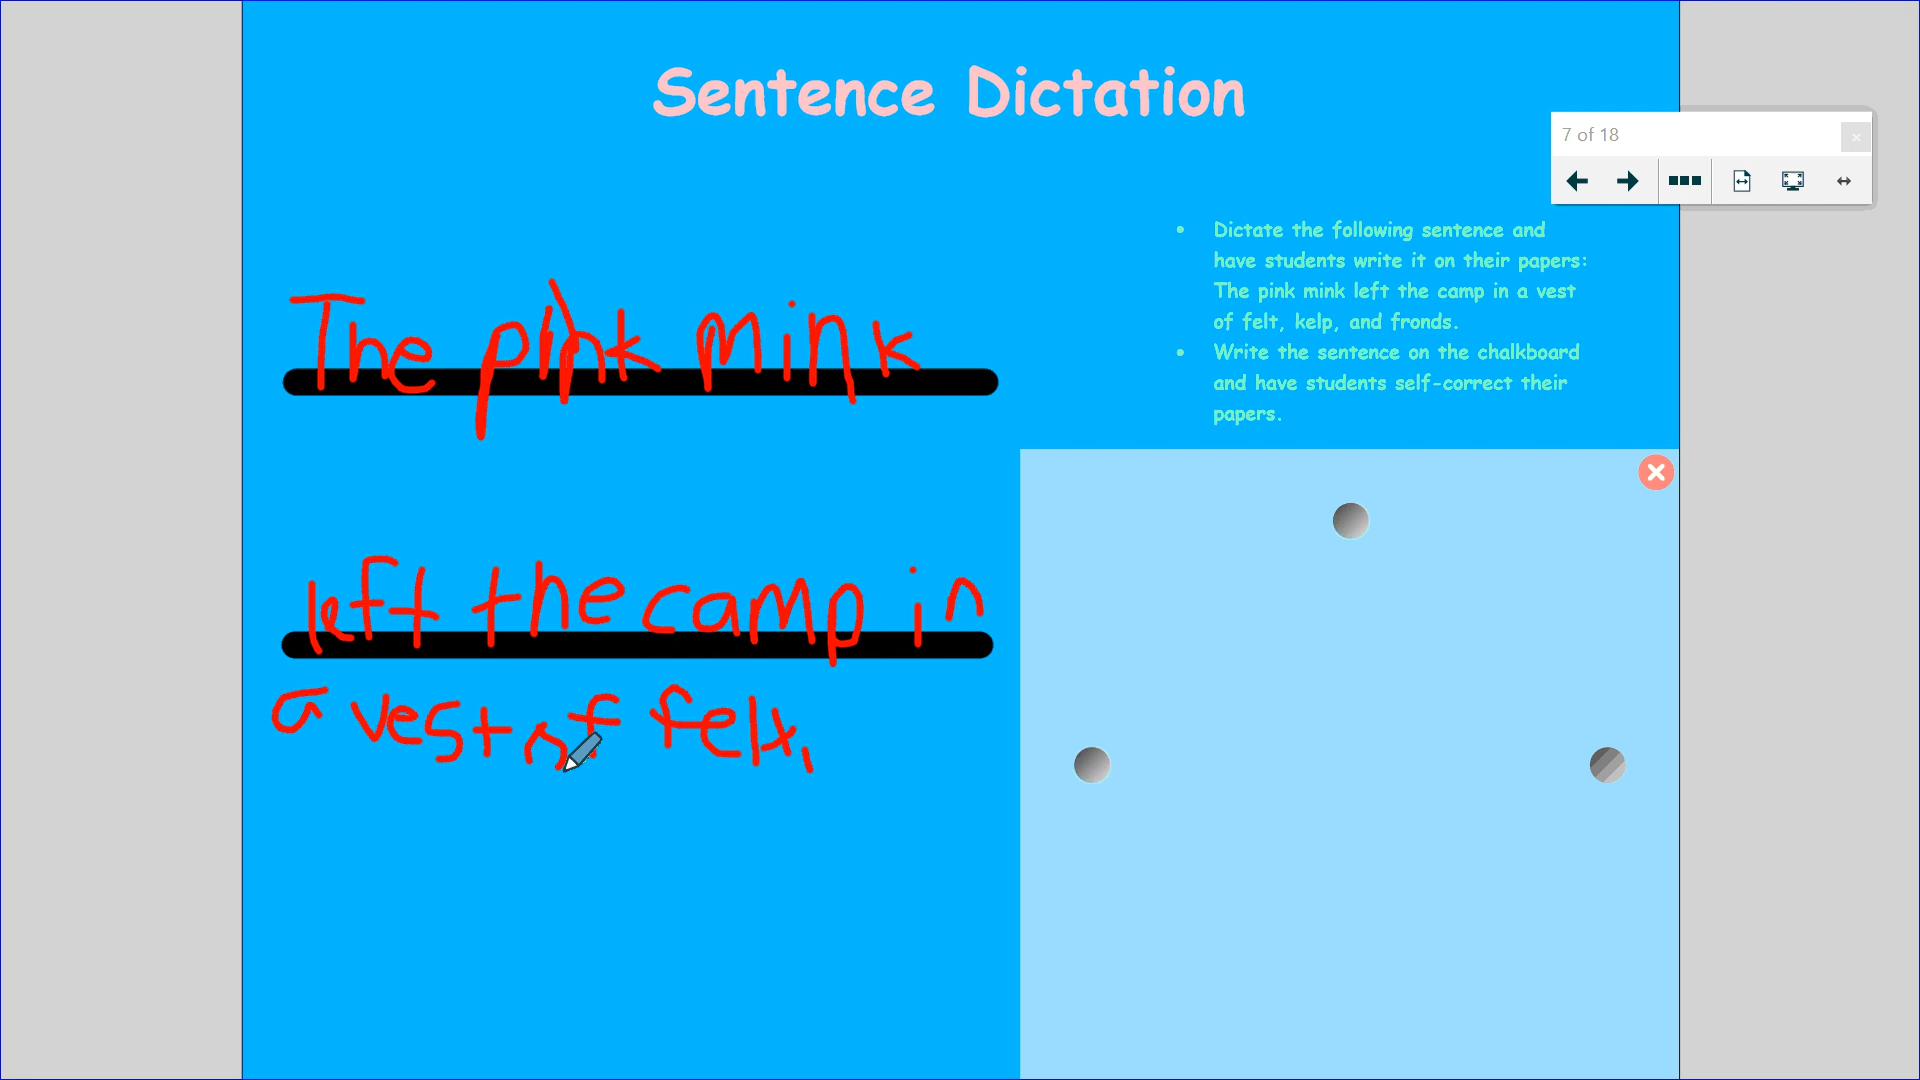 Sentence Dictation
7 of 18
• Dictate the following sentence and
have students write it on their papers:
The pink mink left the camp in a vest
of felt, kelp, and fronds.
• Write the sentence on the chalkboard
and have students self-correct their
papers.
The pink mink
left the camp in
a vest of felt,